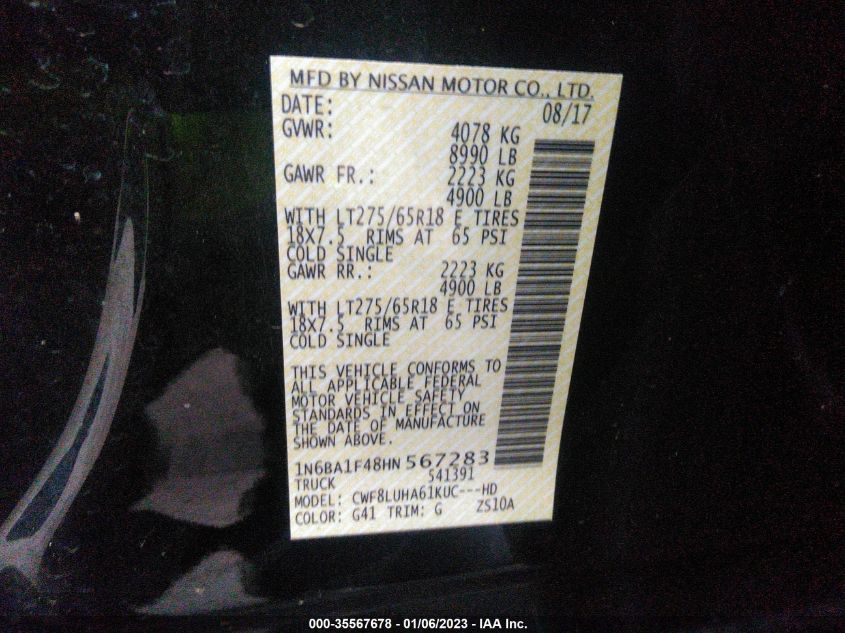 MFD BY NISSAN MOTOR CO., LTD.
DATE: 08/17
GVWR: 4078 KG
8990 LB
GAWR FR.: 2223 KG
4900 LB
WITH LT275/65R18 E TIRES
18X7.5 RIMS AT 65 PSI
COLD SINGLE
GAWR RR.: 2223 KG
4900 LB
WITH LT275/65R18 E TIRES
18X7.5 RIMS AT 65 PSI
COLD SINGLE
THIS VEHICLE CONFORMS TO
ALL APPLICABLE FEDERAL
MOTOR VEHICLE SAFETY
STANDARDS IN EFFECT ON
THE DATE OF MANUFACTURE
SHOWN ABOVE.
1N6BA1F48HN567283
TRUCK 541391
MODEL: CWF8LUHA61KUC---HD
COLOR: G41 TRIM: G ZS10A
000-35567678 - 01/06/2023 - IAA Inc.